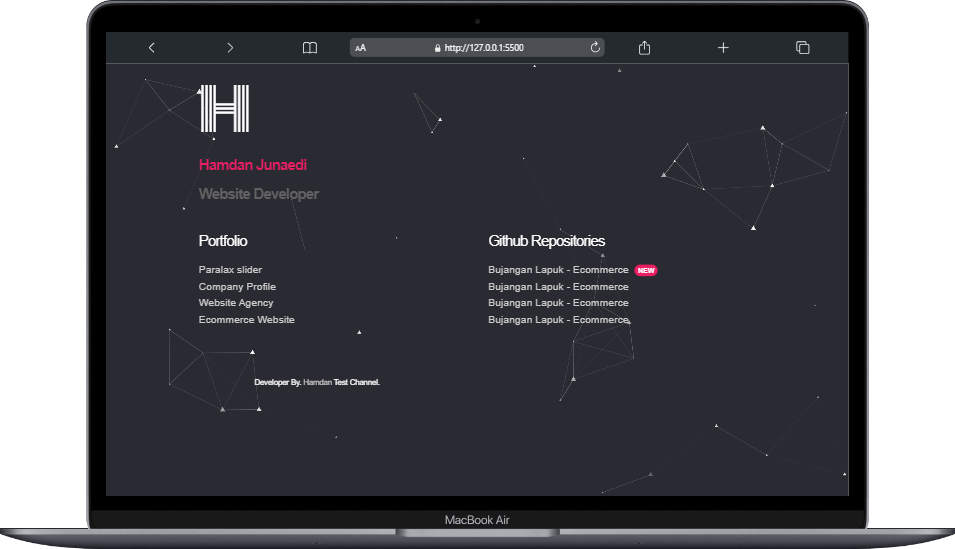 AA http://127.0.0.1:5500
H
Hamdan Junaedi
Website Developer
Portfolio
Paralax slider
Company Profile
Website Agency
Ecommerce Website
Github Repositories
Bujangan Lapuk - Ecommerce NEW
Bujangan Lapuk - Ecommerce
Bujangan Lapuk - Ecommerce
Bujangan Lapuk - Ecommerce
Developer By. Hamdan Test Channel.
MacBook Air